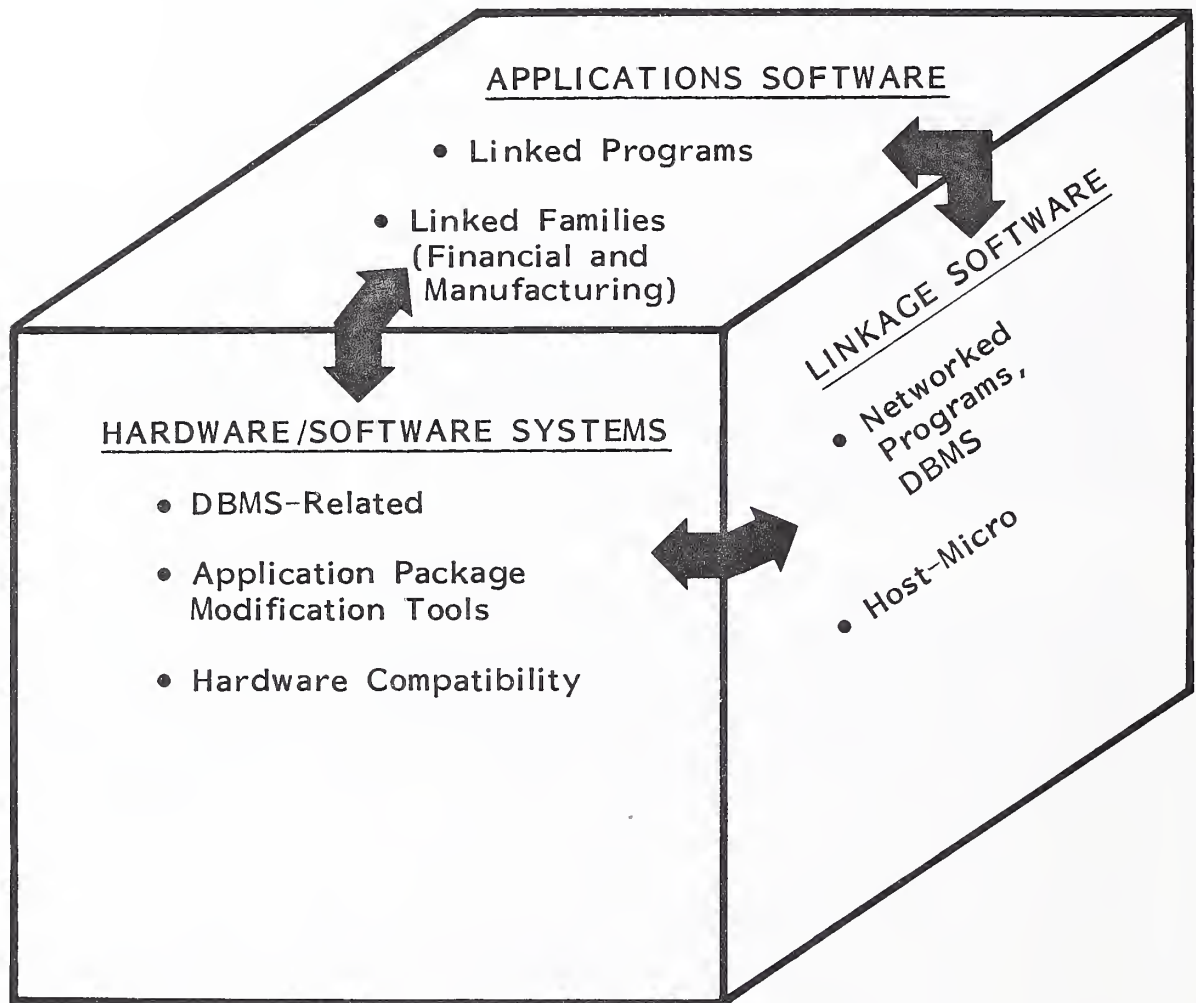 APPLICATIONS SOFTWARE
• Linked Programs
• Linked Families
(Financial and
Manufacturing)
HARDWARE/SOFTWARE SYSTEMS
• DBMS-Related
• Application Package
Modification Tools
• Hardware Compatibility
LINKAGE SOFTWARE
• Networked
Programs,
DBMS
• Host-Micro